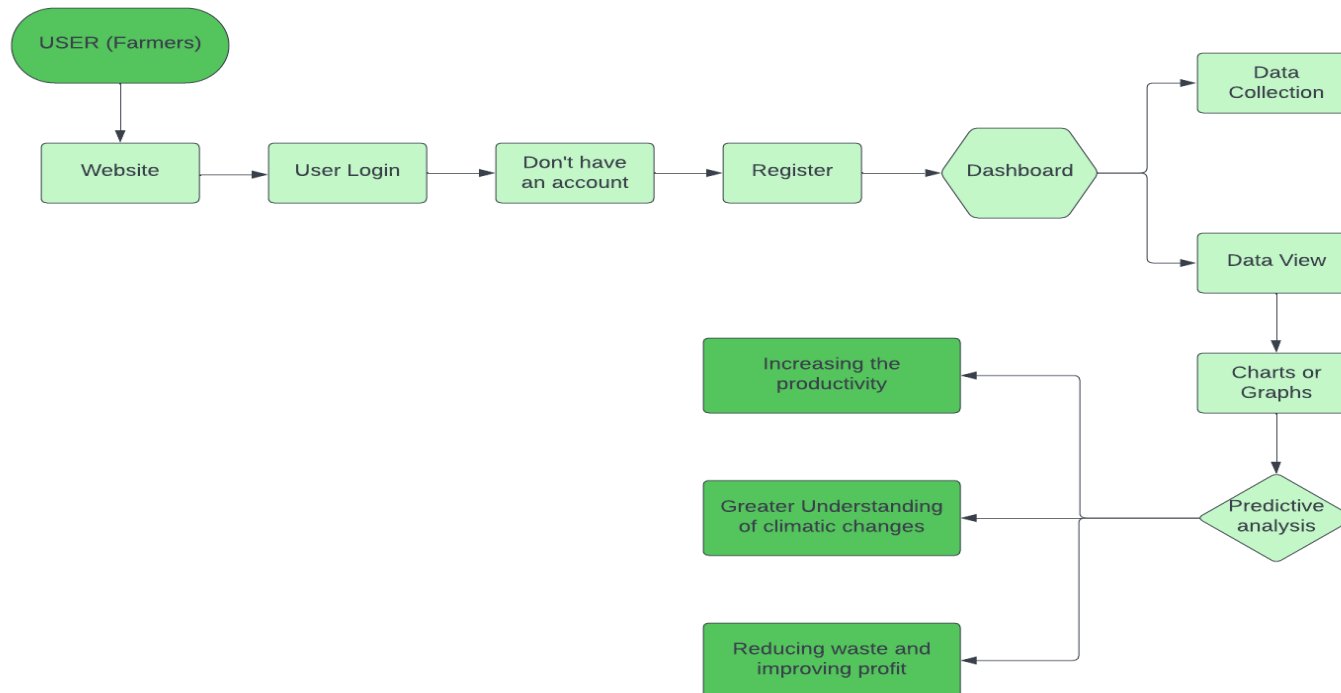 USER (Farmers)
Website
User Login
Don't have
an account
Register
Dashboard
Data
Collection
Data View
Charts or
Graphs
Predictive
analysis
Increasing the
productivity
Greater Understanding
of climatic changes
Reducing waste and
improving profit